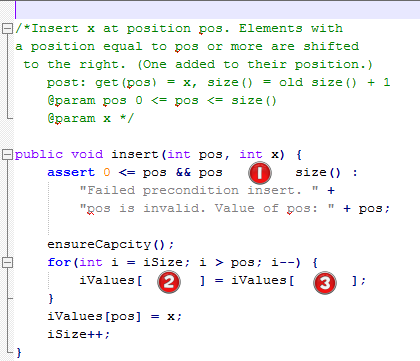 /*Insert x at position pos. Elements with
a position equal to pos or more are shifted
to the right. (One added to their position.)
post: get(pos) = x, size() = old size() + 1
@param pos 0 <= pos <= size()
@param x */
public void insert(int pos, int x) {
assert 0 <= pos && pos 1 size() :
"Failed precondition insert. " +
"pos is invalid. Value of pos: " + pos;
ensureCapcity();
for(int i = iSize; i > pos; i--) {
iValues[ 2 ] = iValues[ 3 ];
}
iValues[pos] = x;
iSize++;
}